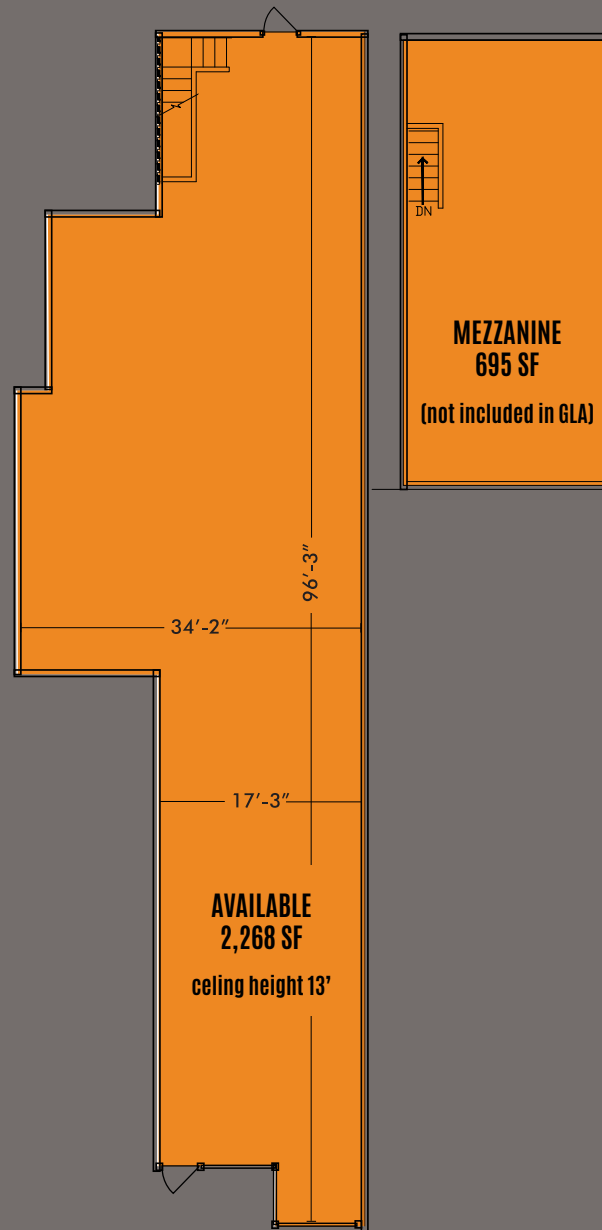 DN
MEZZANINE
695 SF
(not included in GLA)
96’-3”
34’-2”
17’-3”
AVAILABLE
2,268 SF
celing height 13’